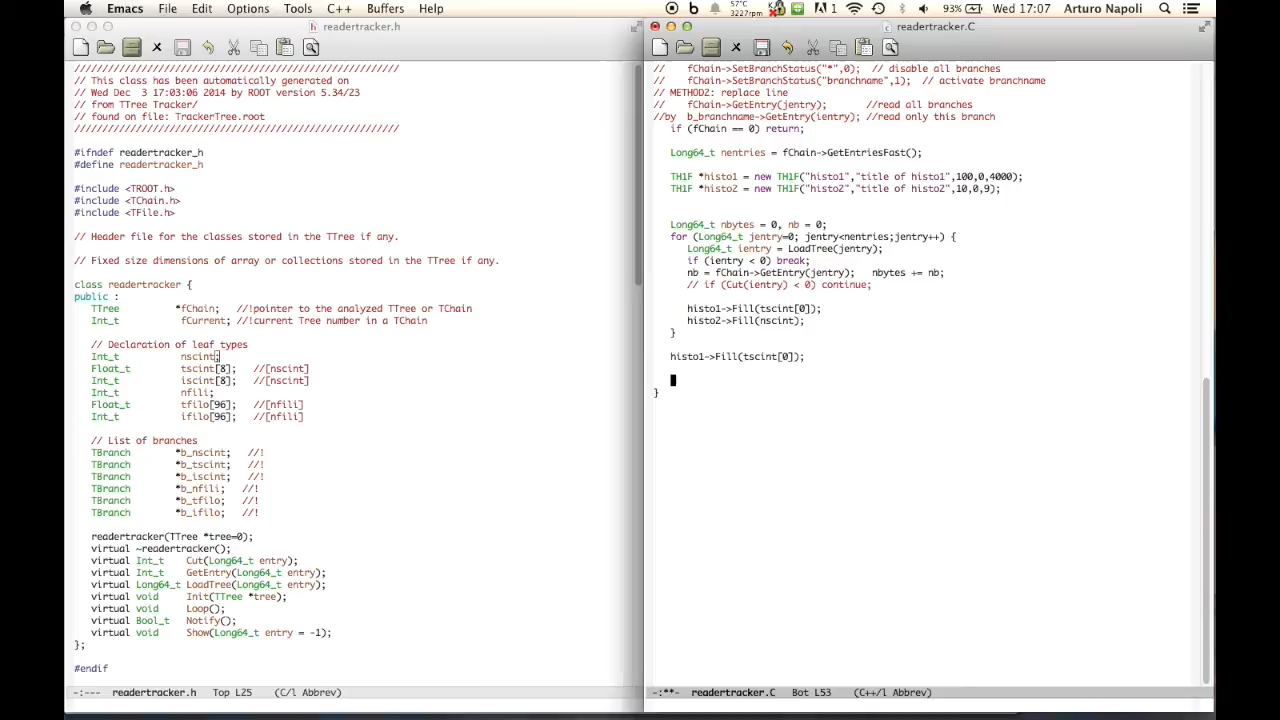 Emacs File Edit Options Tools C++ Buffers Help 57°C 3227rpm 1 93% Wed 17:07 Arturo Napoli
readertracker.h
////////////////////////////////////////////////////////// 
// This class has been automatically generated on
// Wed Dec  3 17:03:06 2014 by ROOT version 5.34/23
// from TTree Tracker/
// found on file: TrackerTree.root
//////////////////////////////////////////////////////////
#ifndef readertracker_h
#define readertracker_h
#include <TROOT.h>
#include <TChain.h>
#include <TFile.h>
// Header file for the classes stored in the TTree if any.
// Fixed size dimensions of array or collections stored in the TTree if any.
class readertracker {
public :
TTree          *fChain;   //!pointer to the analyzed TTree or TChain
Int_t           fCurrent; //!current Tree number in a TChain
// Declaration of leaf types
Int_t           nscint;
Float_t         tscint[8];   //[nscint]
Int_t           iscint[8];   //[nscint]
Int_t           nfili;
Float_t         tfilo[96];   //[nfili]
Int_t           ifilo[96];   //[nfili]
// List of branches
TBranch        *b_nscint;   //!
TBranch        *b_tscint;   //!
TBranch        *b_iscint;   //!
TBranch        *b_nfili;   //!
TBranch        *b_tfilo;   //!
TBranch        *b_ifilo;   //!
readertracker(TTree *tree=0);
virtual ~readertracker();
virtual Int_t    Cut(Long64_t entry);
virtual Int_t    GetEntry(Long64_t entry);
virtual Long64_t LoadTree(Long64_t entry);
virtual void     Init(TTree *tree);
virtual void     Loop();
virtual Bool_t   Notify();
virtual void     Show(Long64_t entry = -1);
};
#endif
-:--- readertracker.h Top L25 (C/l Abbrev)
readertracker.C
//    fChain->SetBranchStatus("*",0);  // disable all branches
//    fChain->SetBranchStatus("branchname",1);  // activate branchname
// METHOD2: replace line
//    fChain->GetEntry(jentry);       //read all branches
//by  b_branchname->GetEntry(ientry); //read only this branch
if (fChain == 0) return;
Long64_t nentries = fChain->GetEntriesFast();
TH1F *histo1 = new TH1F("histo1","title of histo1",100,0,4000);
TH1F *histo2 = new TH1F("histo2","title of histo2",10,0,9);
Long64_t nbytes = 0, nb = 0;
for (Long64_t jentry=0; jentry<nentries;jentry++) {
Long64_t ientry = LoadTree(jentry);
if (ientry < 0) break;
nb = fChain->GetEntry(jentry);   nbytes += nb;
// if (Cut(ientry) < 0) continue;
histo1->Fill(tscint[0]);
histo2->Fill(nscint);
}
histo1->Fill(tscint[0]);
}
-:**- readertracker.C Bot L53 (C++/l Abbrev)